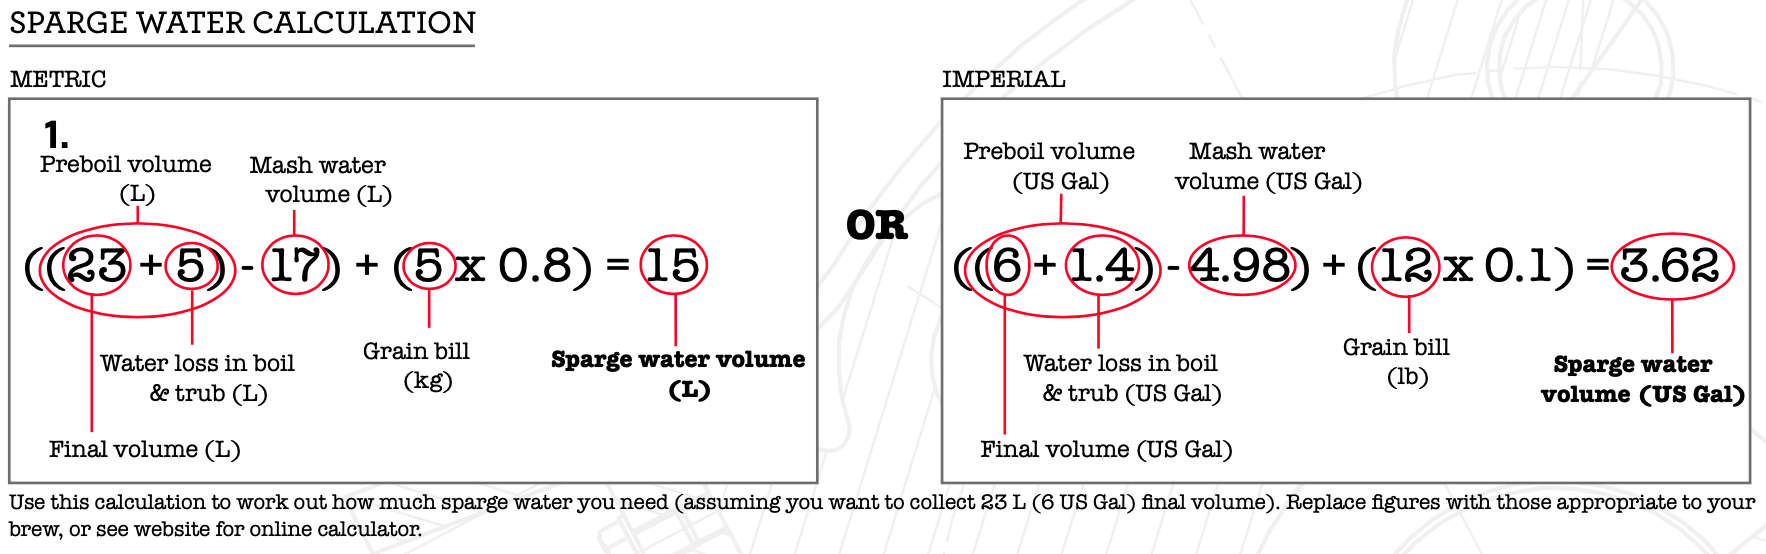 SPARGE WATER CALCULATION
METRIC
1.
Preboil volume
(L)
Mash water
volume (L)
((23 + 5) - 17) + (5 x 0.8) = 15
Water loss in boil
& trub (L)
Grain bill
(kg)
Sparge water volume
(L)
Final volume (L)
OR
IMPERIAL
Preboil volume
(US Gal)
Mash water
volume (US Gal)
((6 + 1.4) - 4.98) + (12 x 0.1) = 3.62
Water loss in boil
& trub (US Gal)
Grain bill
(lb)
Sparge water
volume (US Gal)
Final volume (US Gal)
Use this calculation to work out how much sparge water you need (assuming you want to collect 23 L (6 US Gal) final volume). Replace figures with those appropriate to your
brew, or see website for online calculator.